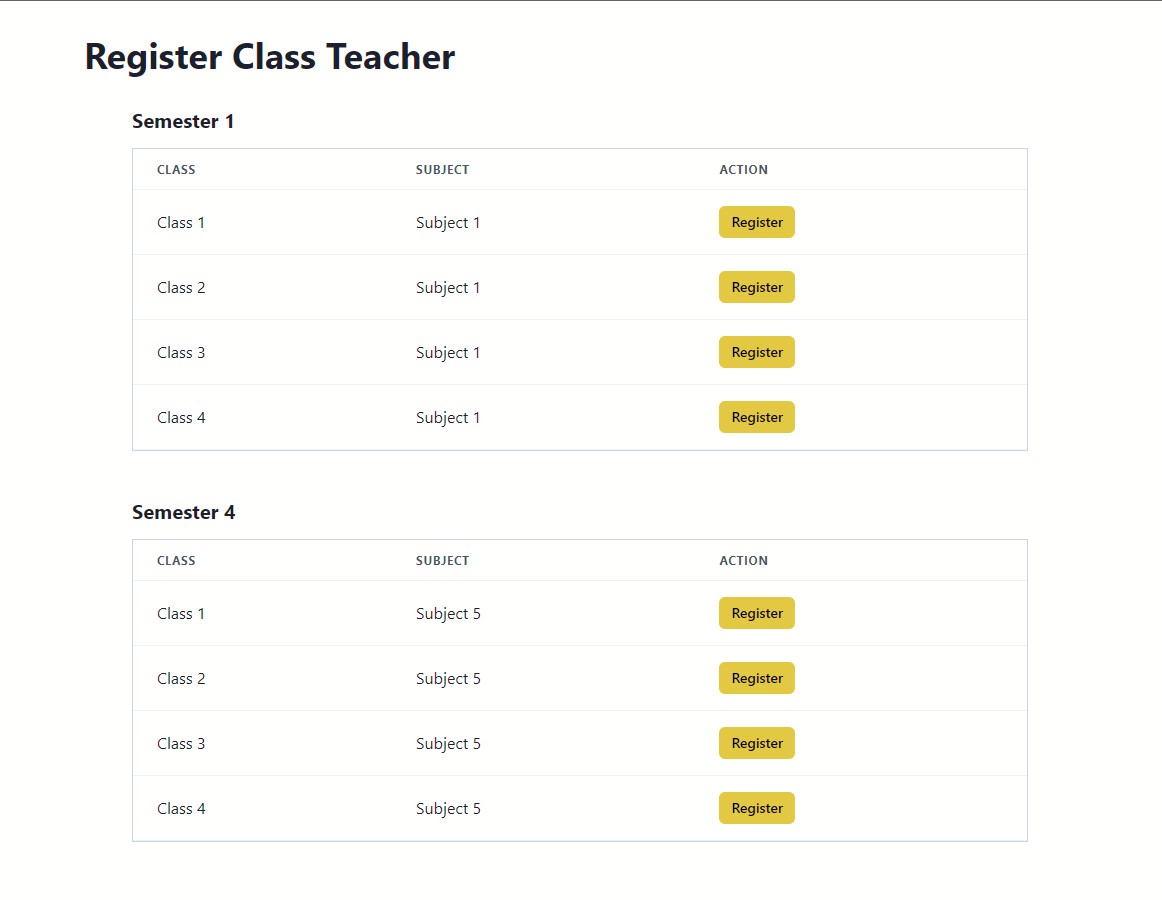 Register Class Teacher
Semester 1
CLASS SUBJECT ACTION
Class 1 Subject 1 Register
Class 2 Subject 1 Register
Class 3 Subject 1 Register
Class 4 Subject 1 Register
Semester 4
CLASS SUBJECT ACTION
Class 1 Subject 5 Register
Class 2 Subject 5 Register
Class 3 Subject 5 Register
Class 4 Subject 5 Register